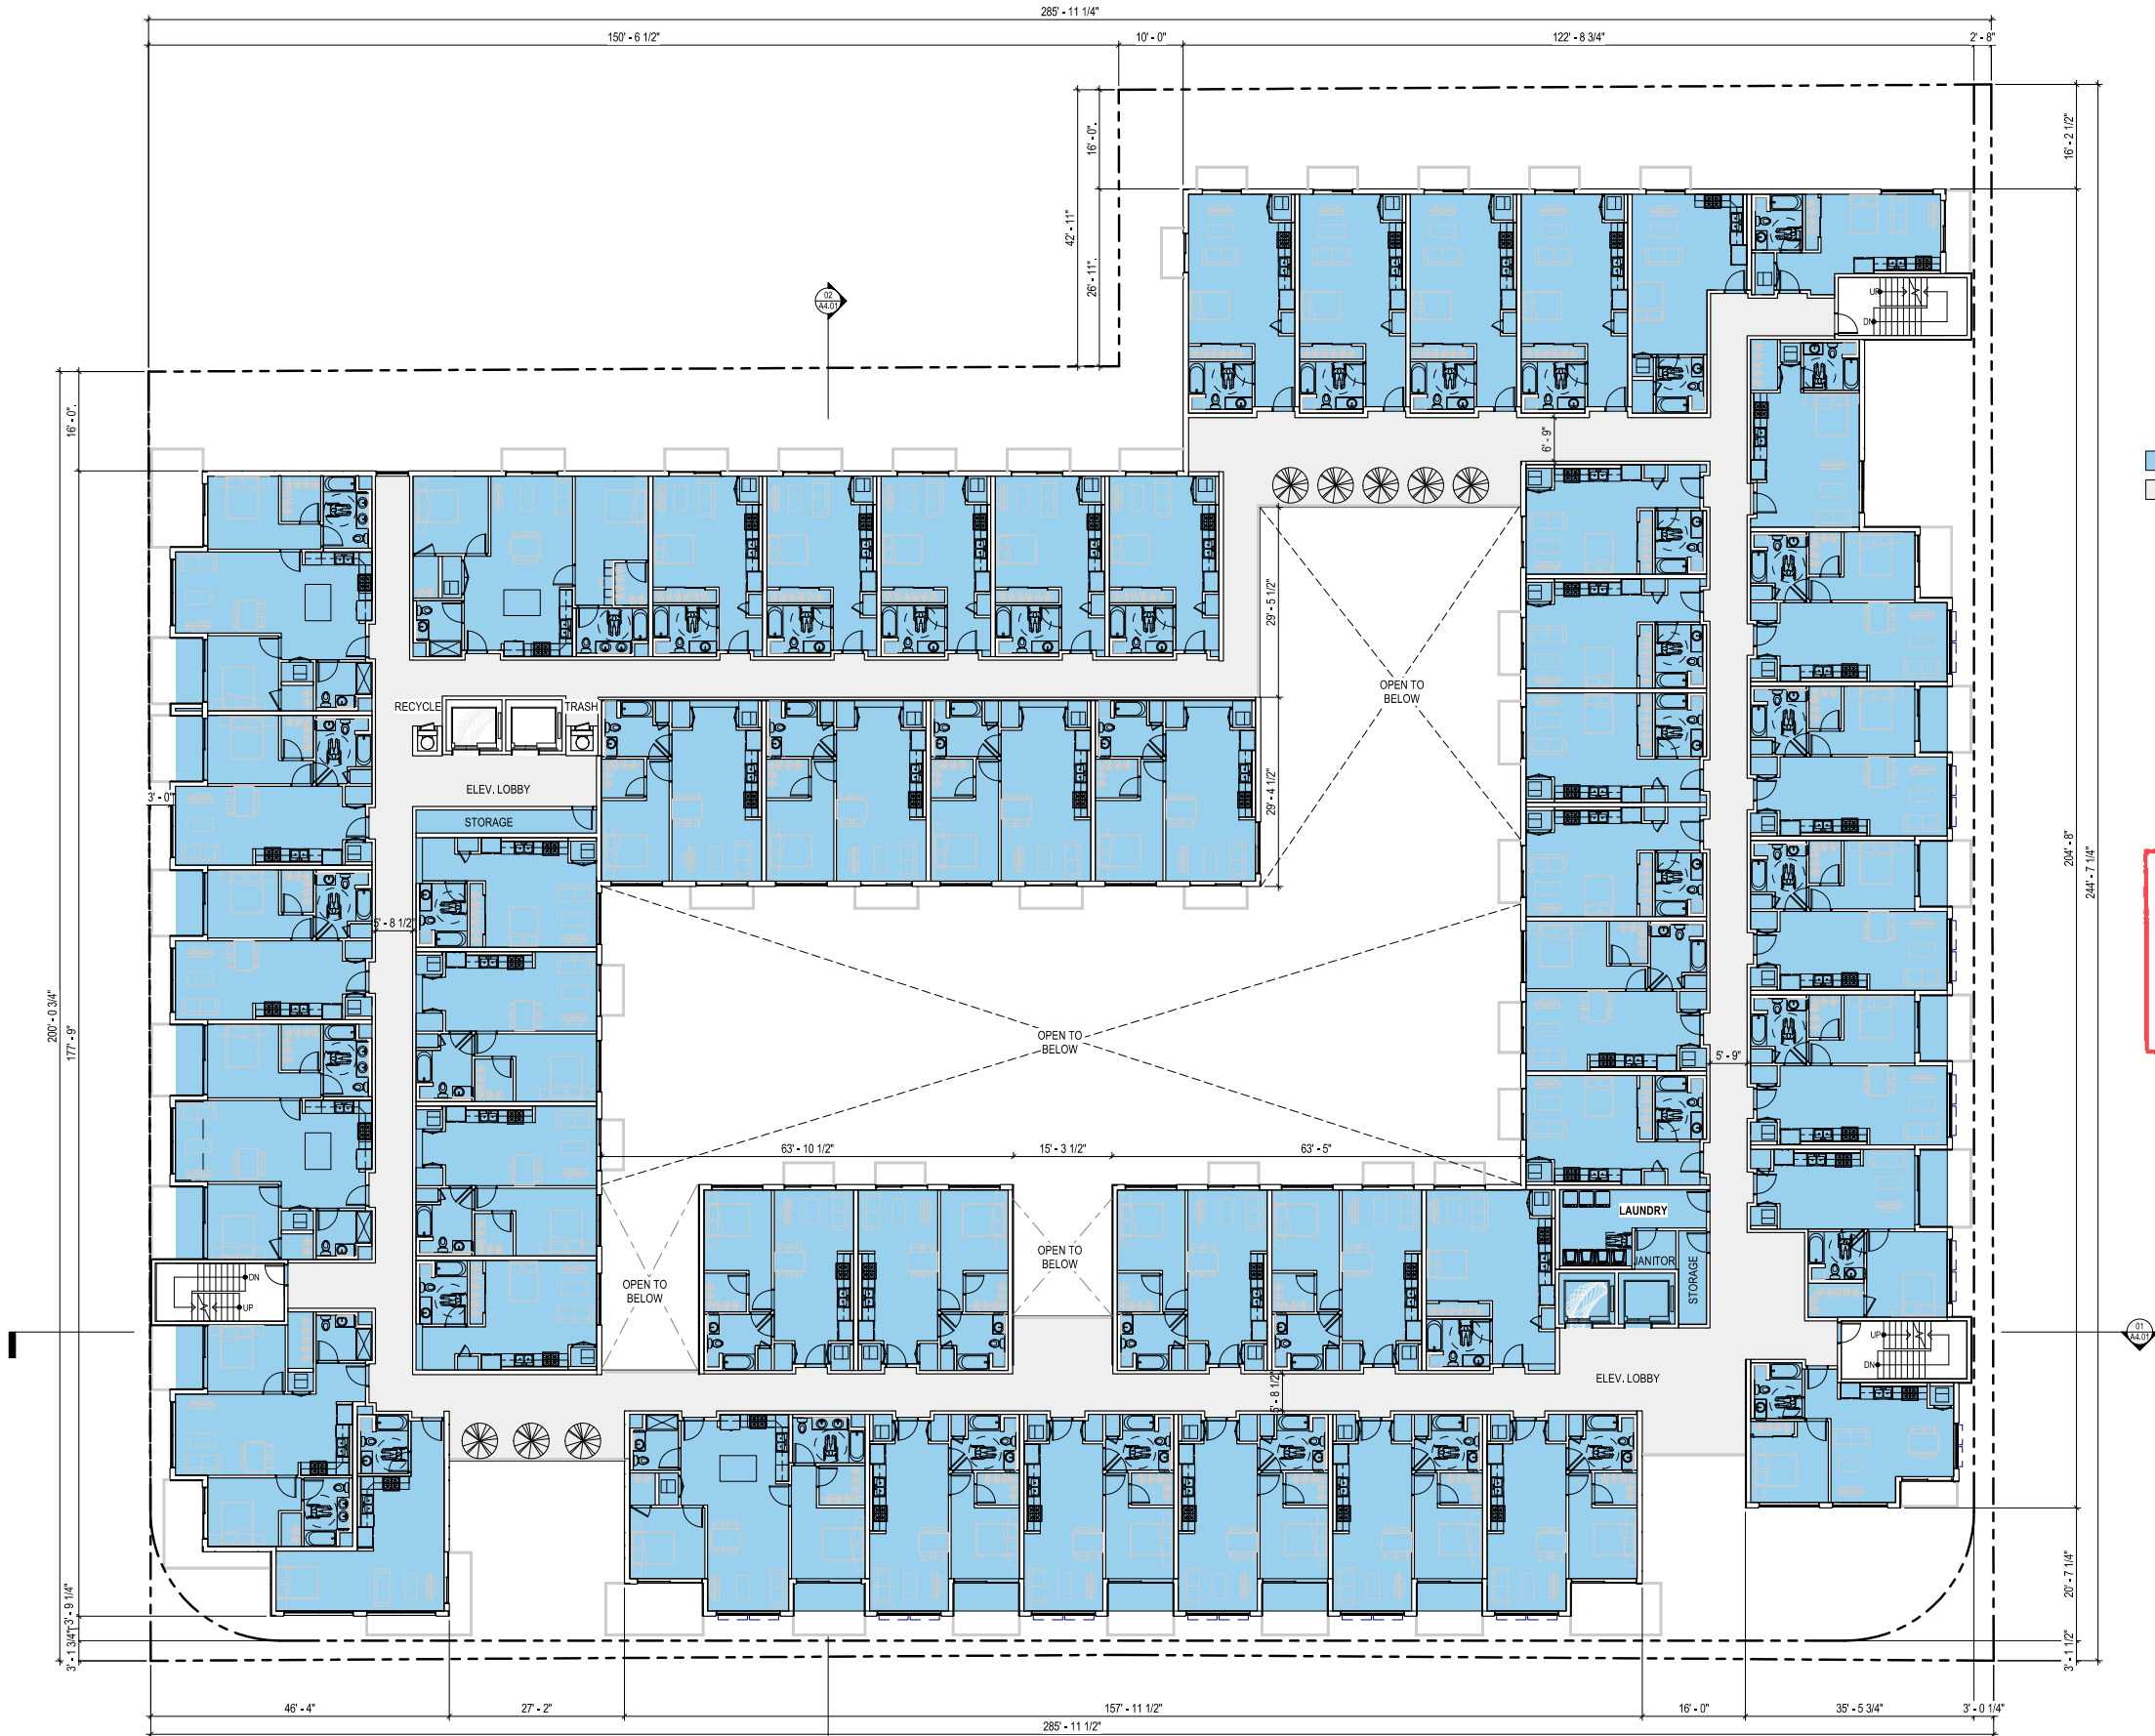 285' - 11 1/4"
150' - 6 1/2"
10' - 0"
122' - 8 3/4"
2' - 8"
16' - 0".
16' - 2 1/2"
42' - 11"
26' - 11".
02
A4.01
UP
DN
16' - 0".
6' - 9"
29' - 5 1/2"
OPEN TO
BELOW
RECYCLE
TRASH
ELEV. LOBBY
3' - 0"
STORAGE
29' - 4 1/2"
204' - 8"
244' - 7 1/4"
5' - 8 1/2"
200' - 0 3/4"
177' - 9"
OPEN TO
BELOW
5' - 9"
63' - 10 1/2"
15' - 3 1/2"
63' - 5"
LAUNDRY
JANITOR
STORAGE
OPEN TO
BELOW
OPEN TO
BELOW
DN
UP
UP
DN
01
A4.01
ELEV. LOBBY
5' - 8 1/2"
3' - 9 1/4"
3' - 1 3/4"
20' - 7 1/4"
3' - 1 1/2"
46' - 4"
27' - 2"
157' - 11 1/2"
16' - 0"
35' - 5 3/4"
3' - 0 1/4"
285' - 11 1/2"